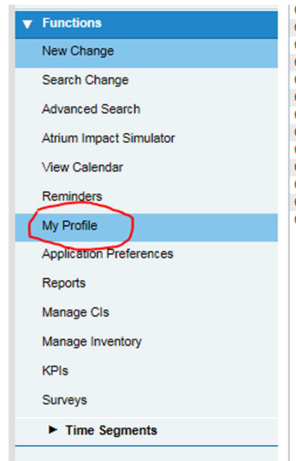 Functions
New Change
Search Change
Advanced Search
Atrium Impact Simulator
View Calendar
Reminders
My Profile
Application Preferences
Reports
Manage CIs
Manage Inventory
KPIs
Surveys
Time Segments